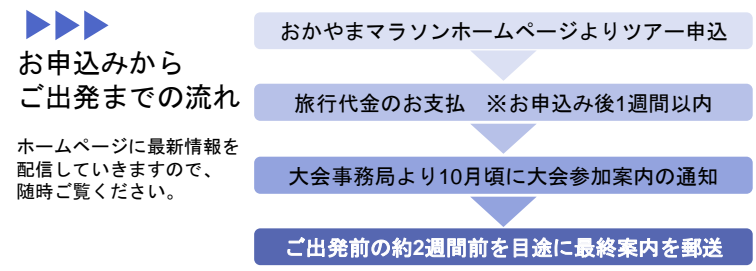 お申込みから
ご出発までの流れ
ホームページに最新情報を
配信していきますので、
随時ご覧ください。
おかやまマラソンホームページよりツアー申込
旅行代金のお支払　※お申込み後1週間以内
大会事務局より10月頃に大会参加案内の通知
ご出発前の約2週間前を目途に最終案内を郵送